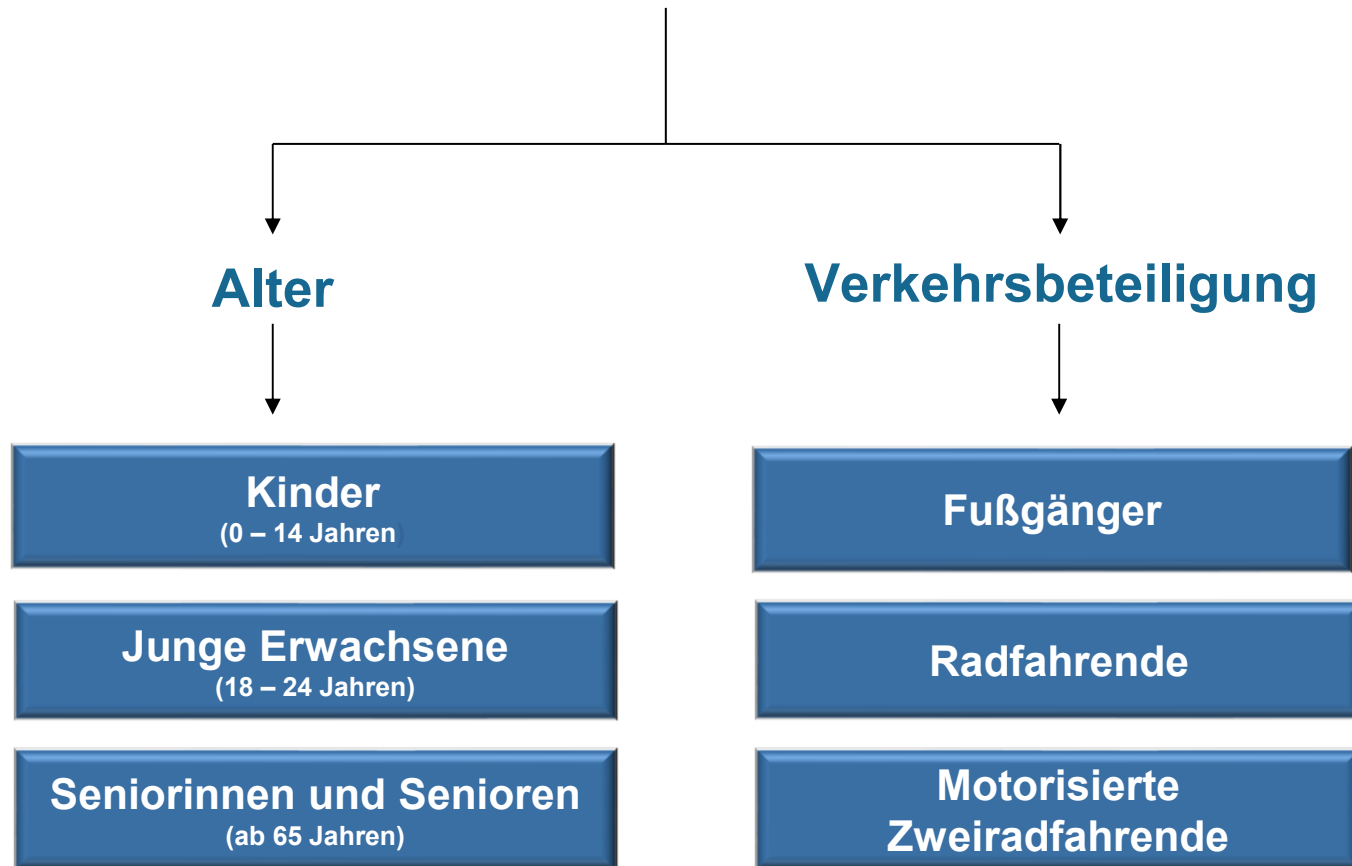 Alter
Verkehrsbeteiligung
Kinder
(0 – 14 Jahren)
Fußgänger
Junge Erwachsene
(18 – 24 Jahren)
Radfahrende
Seniorinnen und Senioren
(ab 65 Jahren)
Motorisierte
Zweiradfahrende